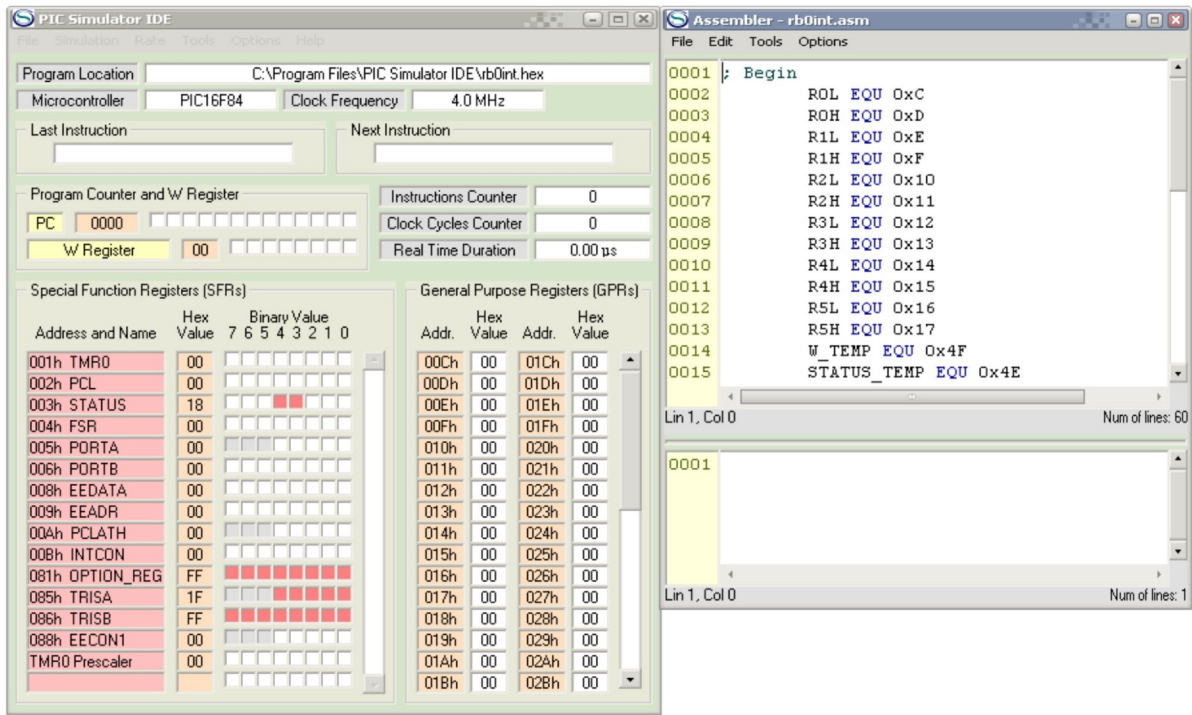 PIC Simulator IDE
File Simulation Rate Tools Options Help
Program Location C:\Program Files\PIC Simulator IDE\rb0int.hex
Microcontroller PIC16F84 Clock Frequency 4.0 MHz
Last Instruction Next Instruction
Program Counter and W Register
PC 0000
W Register 00
Instructions Counter 0
Clock Cycles Counter 0
Real Time Duration 0.00 µs
Special Function Registers (SFRs)
Hex Binary Value
Address and Name Value 7 6 5 4 3 2 1 0
001h TMR0 00
002h PCL 00
003h STATUS 18
004h FSR 00
005h PORTA 00
006h PORTB 00
008h EEDATA 00
009h EEADR 00
00Ah PCLATH 00
00Bh INTCON 00
081h OPTION_REG FF
085h TRISA 1F
086h TRISB FF
088h EECON1 00
TMR0 Prescaler 00
General Purpose Registers (GPRs)
Hex Hex
Addr. Value Addr. Value
00Ch 00 01Ch 00
00Dh 00 01Dh 00
00Eh 00 01Eh 00
00Fh 00 01Fh 00
010h 00 020h 00
011h 00 021h 00
012h 00 022h 00
013h 00 023h 00
014h 00 024h 00
015h 00 025h 00
016h 00 026h 00
017h 00 027h 00
018h 00 028h 00
019h 00 029h 00
01Ah 00 02Ah 00
01Bh 00 02Bh 00
Assembler - rb0int.asm
File Edit Tools Options
0001 ; Begin
0002 R0L EQU 0xC
0003 R0H EQU 0xD
0004 R1L EQU 0xE
0005 R1H EQU 0xF
0006 R2L EQU 0x10
0007 R2H EQU 0x11
0008 R3L EQU 0x12
0009 R3H EQU 0x13
0010 R4L EQU 0x14
0011 R4H EQU 0x15
0012 R5L EQU 0x16
0013 R5H EQU 0x17
0014 W_TEMP EQU 0x4F
0015 STATUS_TEMP EQU 0x4E
Lin 1, Col 0 Num of lines: 60
0001
Lin 1, Col 0 Num of lines: 1